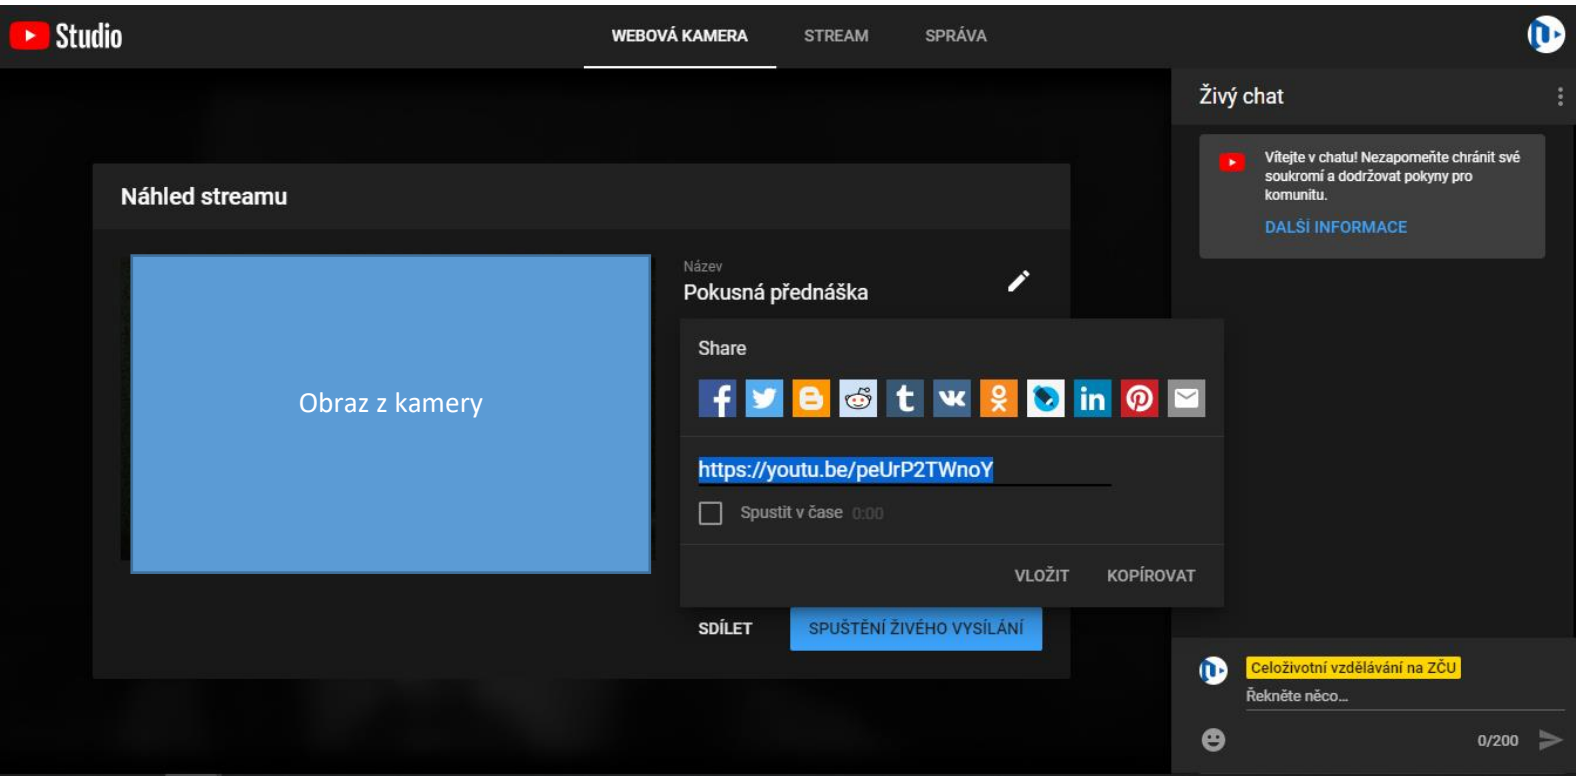 Studio
WEBOVÁ KAMERA
STREAM
SPRÁVA
Živý chat
Vítejte v chatu! Nezapomeňte chránit své
soukromí a dodržovat pokyny pro
komunitu.
DALŠÍ INFORMACE
Náhled streamu
Obraz z kamery
Název
Pokusná přednáška
Share
https://youtu.be/peUrP2TWnoY
Spustit v čase 0:00
VLOŽIT
KOPÍROVAT
SDÍLET
SPUŠTĚNÍ ŽIVÉHO VYSÍLÁNÍ
Celoživotní vzdělávání na ZČU
Řekněte něco...
0/200